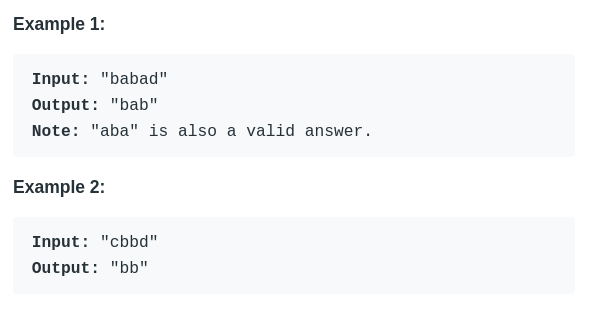 Example 1:
Input: "babad"
Output: "bab"
Note: "aba" is also a valid answer.
Example 2:
Input: "cbbd"
Output: "bb"